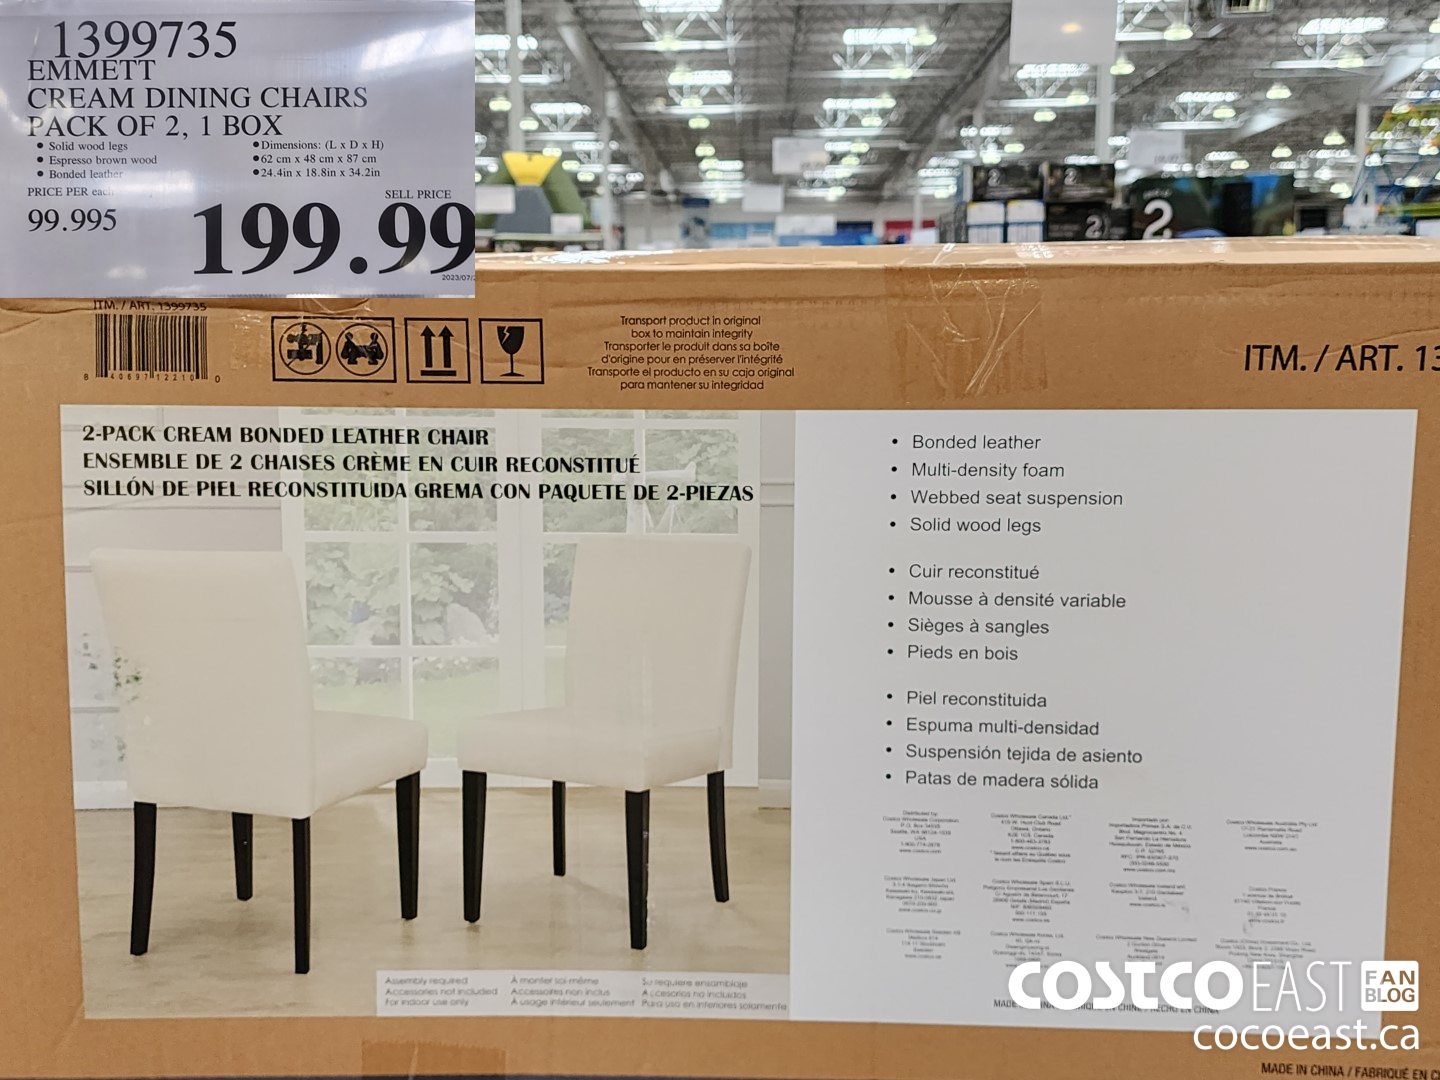 1399735
EMMETT
CREAM DINING CHAIRS
PACK OF 2, 1 BOX
• Solid wood legs
• Espresso brown wood
• Bonded leather
• Dimensions: (L x D x H)
• 62 cm x 48 cm x 87 cm
• 24.4in x 18.8in x 34.2in
PRICE PER each
99.995
SELL PRICE
199.99
2023/07/
ITM. / ART. 1399735
8 40697 12210 0
Transport product in original
box to maintain integrity
Transporter le produit dans sa boîte
d'origine pour en préserver l'intégrité
Transporte el producto en su caja original
para mantener su integridad
ITM. / ART. 13
2-PACK CREAM BONDED LEATHER CHAIR
ENSEMBLE DE 2 CHAISES CRÈME EN CUIR RECONSTITUÉ
SILLÓN DE PIEL RECONSTITUIDA GREMA CON PAQUETE DE 2-PIEZAS
• Bonded leather
• Multi-density foam
• Webbed seat suspension
• Solid wood legs
• Cuir reconstitué
• Mousse à densité variable
• Sièges à sangles
• Pieds en bois
• Piel reconstituida
• Espuma multi-densidad
• Suspensión tejida de asiento
• Patas de madera sólida
Assembly required
Accessories not included
For indoor use only
À monter soi-même
Accessoires non inclus
À usage intérieur seulement
Su requiere ensamblaje
Accesorios no incluidos
Para uso en interiores solamente
COSTCO EAST FAN BLOG
cocoeast.ca
MADE IN CHINA / FABRIQUÉ EN C